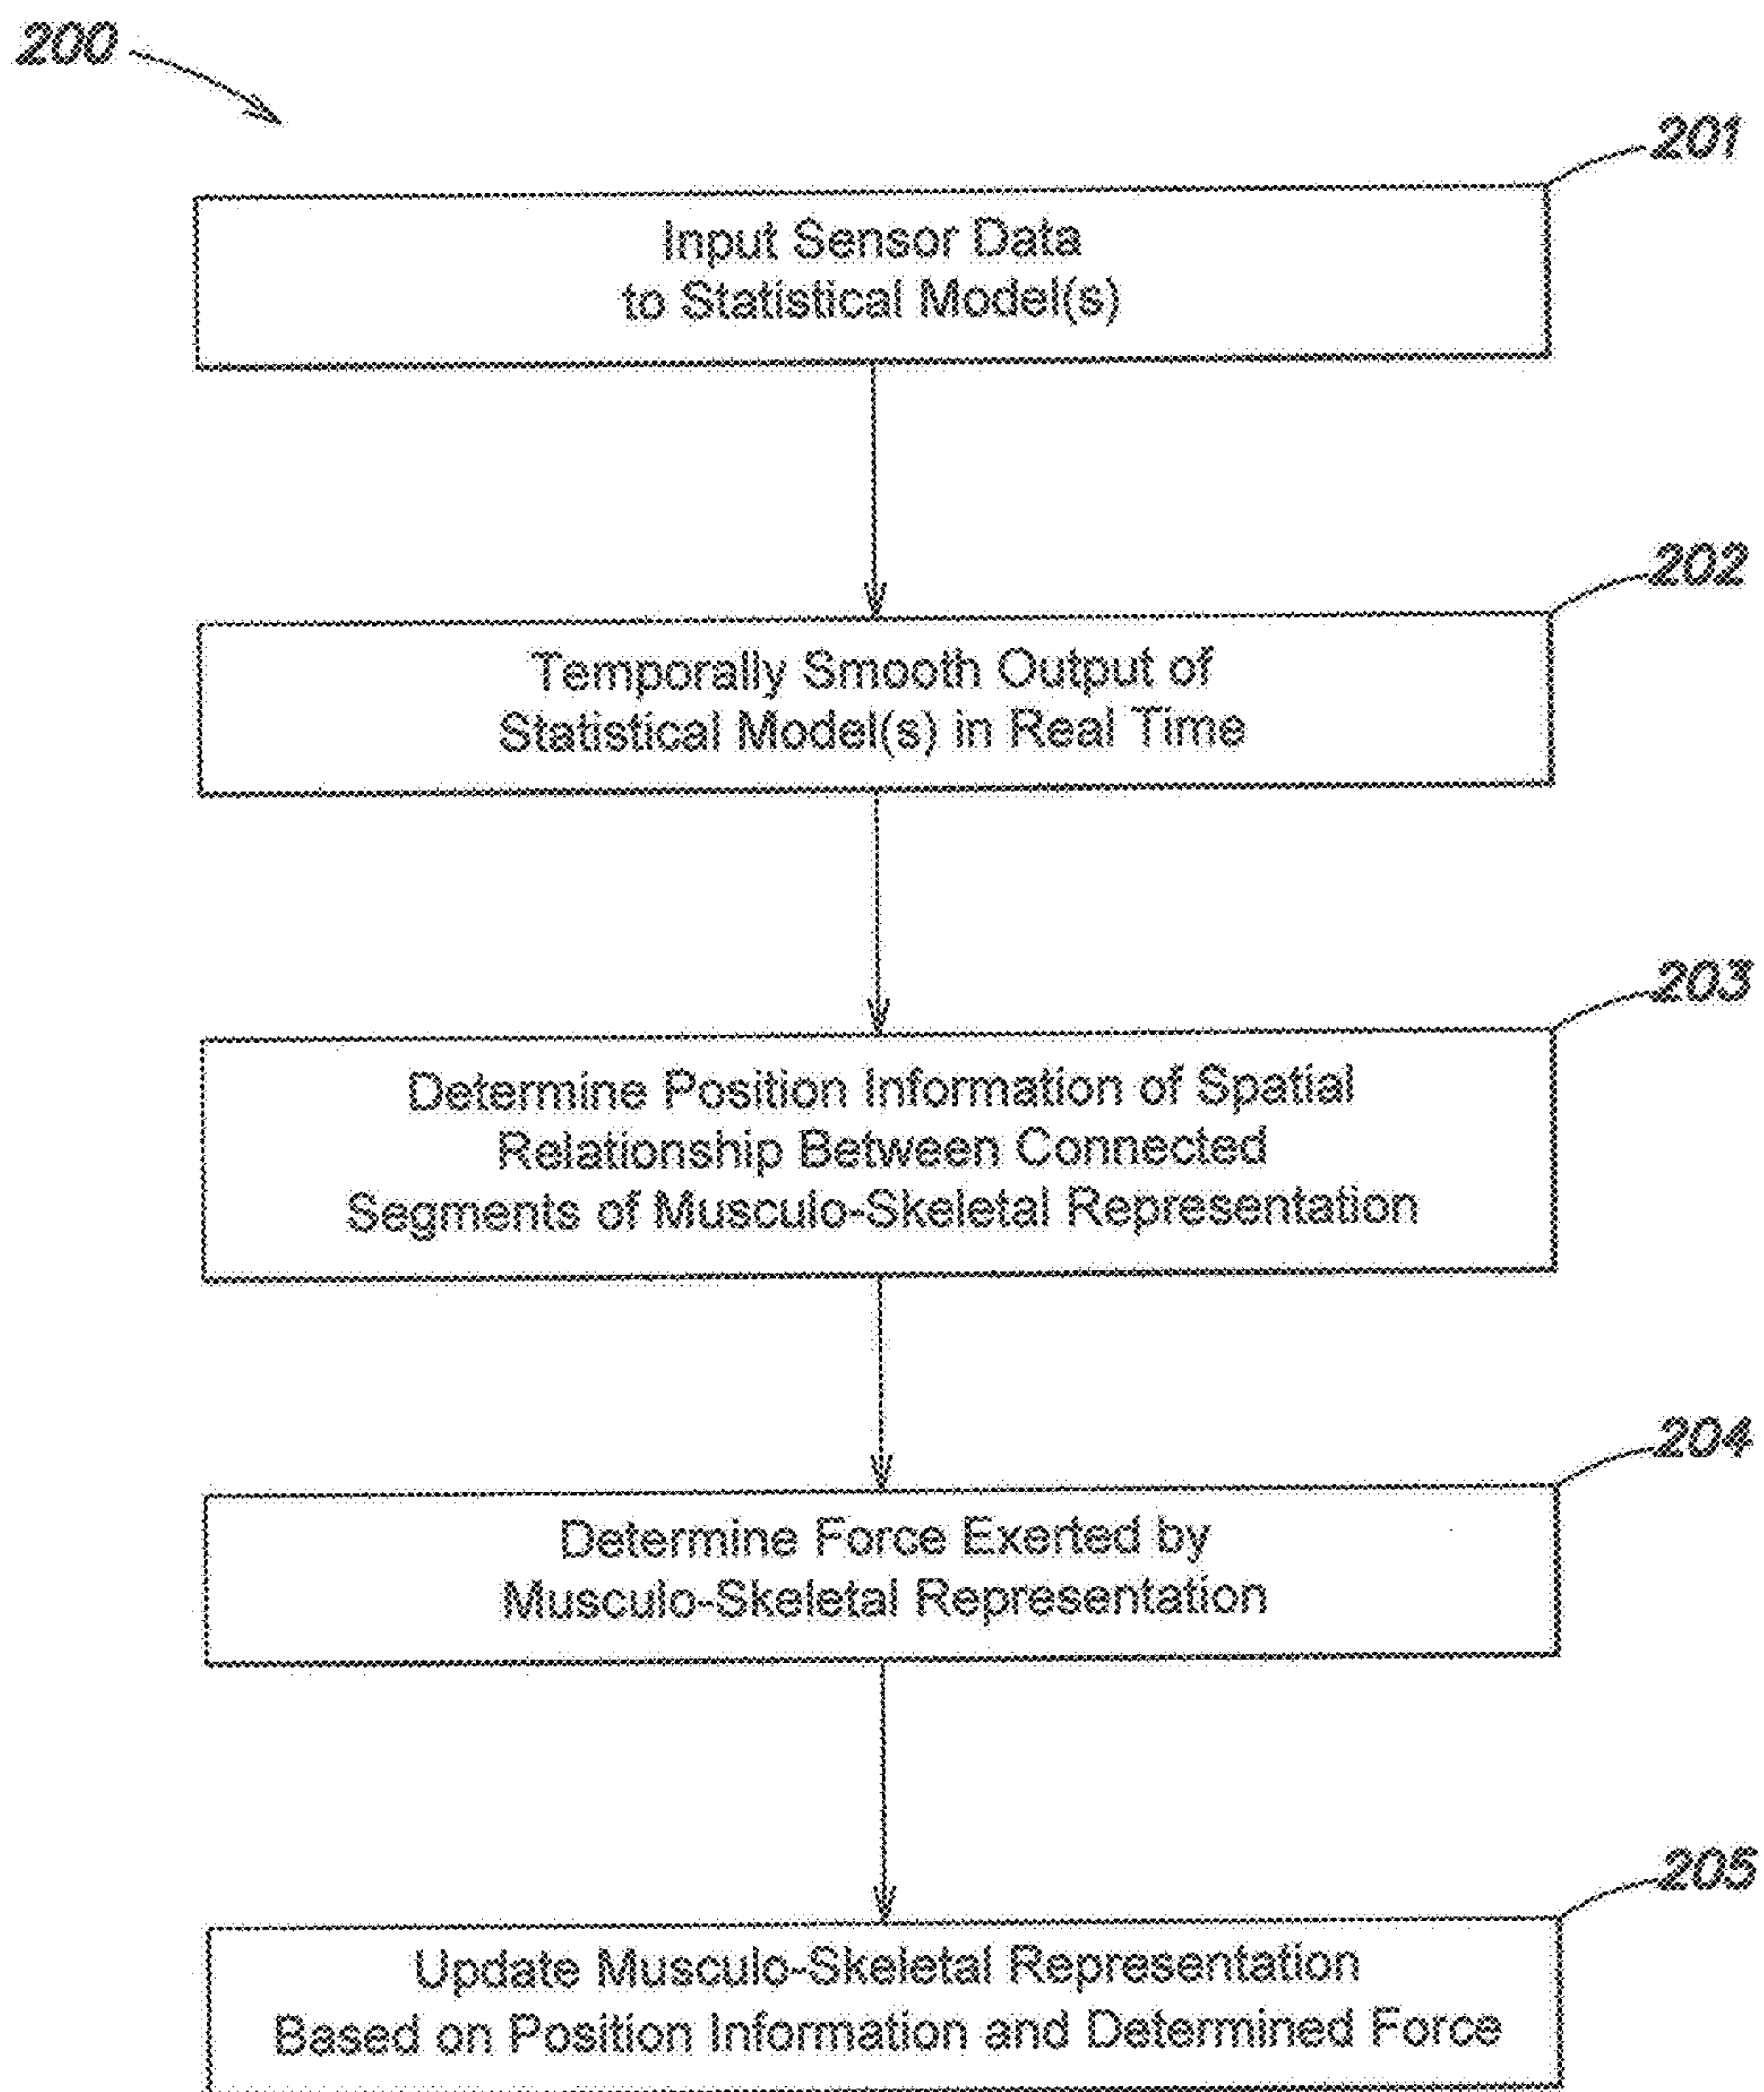 200
201
Input Sensor Data
to Statistical Model(s)
202
Temporally Smooth Output of
Statistical Model(s) in Real Time
203
Determine Position Information of Spatial
Relationship Between Connected
Segments of Musculo-Skeletal Representation
204
Determine Force Exerted by
Musculo-Skeletal Representation
205
Update Musculo-Skeletal Representation
Based on Position Information and Determined Force